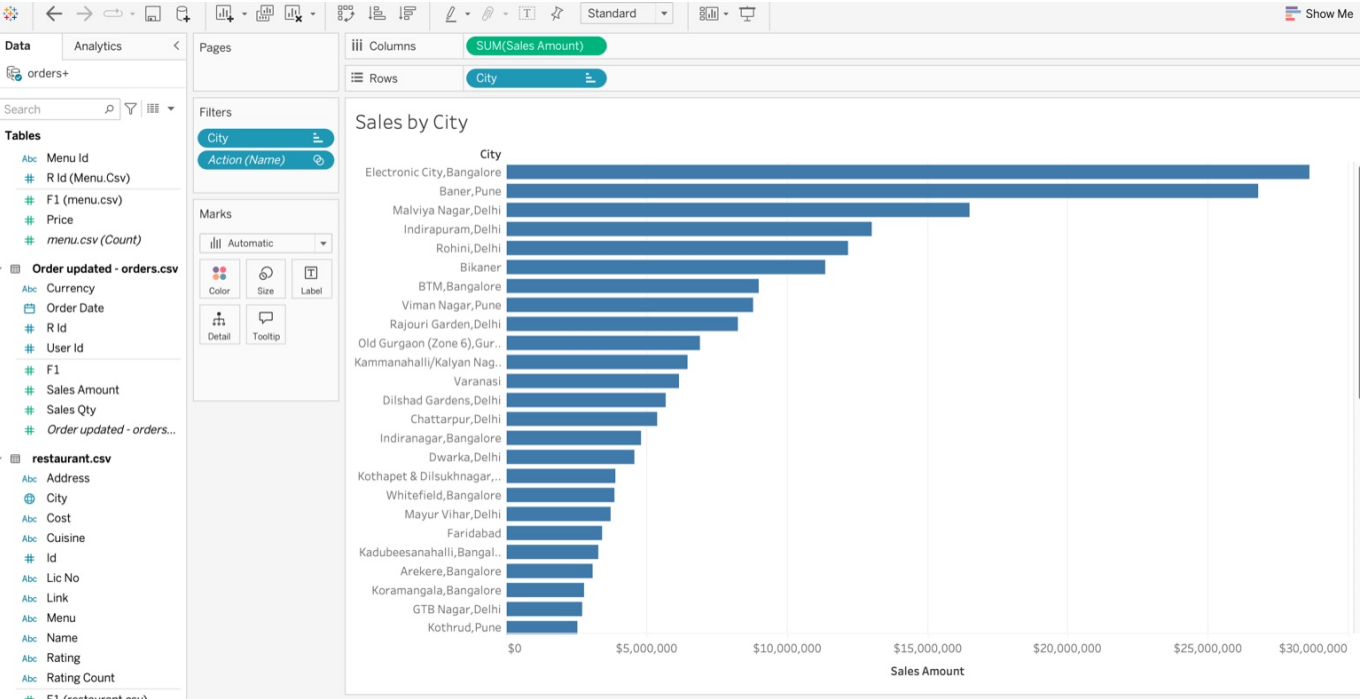 Standard
Show Me
Data
Analytics
orders+
Search
Tables
Abc Menu Id
# R Id (Menu.Csv)
# F1 (menu.csv)
# Price
# menu.csv (Count)
Order updated - orders.csv
Abc Currency
Order Date
# R Id
# User Id
# F1
# Sales Amount
# Sales Qty
# Order updated - orders...
restaurant.csv
Abc Address
City
Abc Cost
Abc Cuisine
# Id
Abc Lic No
Abc Link
Abc Menu
Abc Name
Abc Rating
Abc Rating Count
# F1 (restaurant.csv)
Pages
Filters
City
Action (Name)
Marks
Automatic
Color
Size
T
Label
Detail
Tooltip
Columns
SUM(Sales Amount)
Rows
City
Sales by City
City
Electronic City,Bangalore
Baner,Pune
Malviya Nagar,Delhi
Indirapuram,Delhi
Rohini,Delhi
Bikaner
BTM,Bangalore
Viman Nagar,Pune
Rajouri Garden,Delhi
Old Gurgaon (Zone 6),Gur..
Kammanahalli/Kalyan Nag..
Varanasi
Dilshad Gardens,Delhi
Chattarpur,Delhi
Indiranagar,Bangalore
Dwarka,Delhi
Kothapet & Dilsukhnagar,..
Whitefield,Bangalore
Mayur Vihar,Delhi
Faridabad
Kadubeesanahalli,Bangal..
Arekere,Bangalore
Koramangala,Bangalore
GTB Nagar,Delhi
Kothrud,Pune
$0 $5,000,000 $10,000,000 $15,000,000 $20,000,000 $25,000,000 $30,000,000
Sales Amount